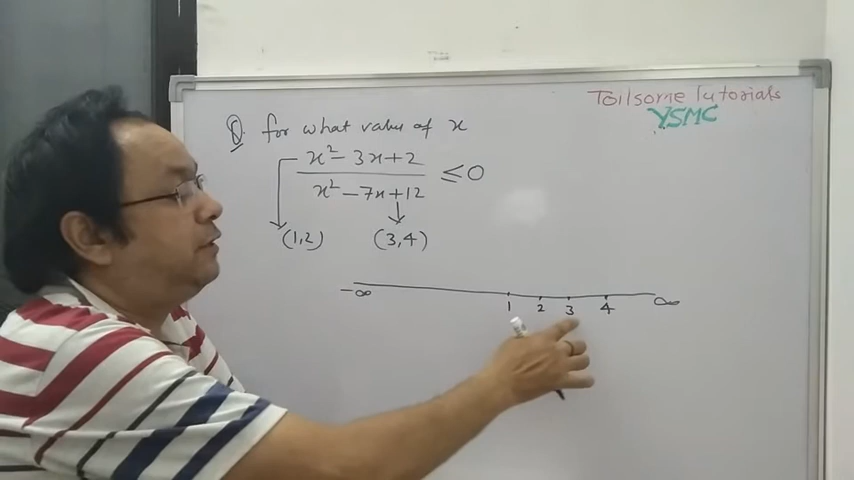 Toilsome Tutorials
YSMC
Q. for what value of x
x² - 3x + 2
x² - 7x + 12
≤ 0
(1,2) (3,4)
-∞ 1 2 3 4 ∞